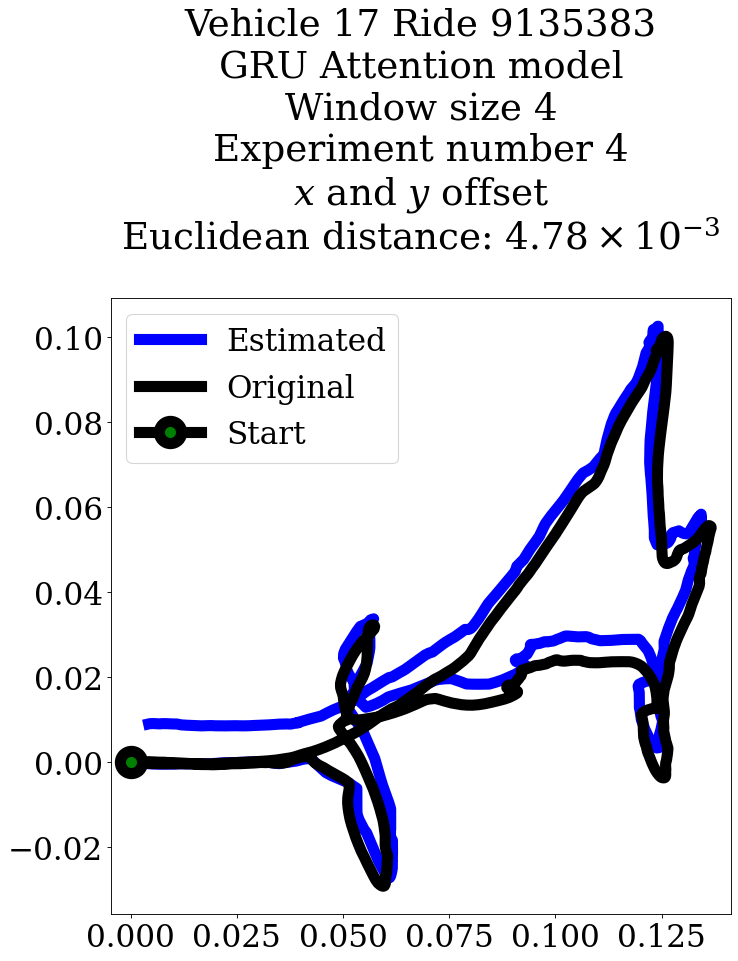 Vehicle 17 Ride 9135383
GRU Attention model
Window size 4
Experiment number 4
x and y offset
Euclidean distance: 4.78 × 10⁻³
Estimated
Original
Start
0.10
0.08
0.06
0.04
0.02
0.00
−0.02
0.000 0.025 0.050 0.075 0.100 0.125